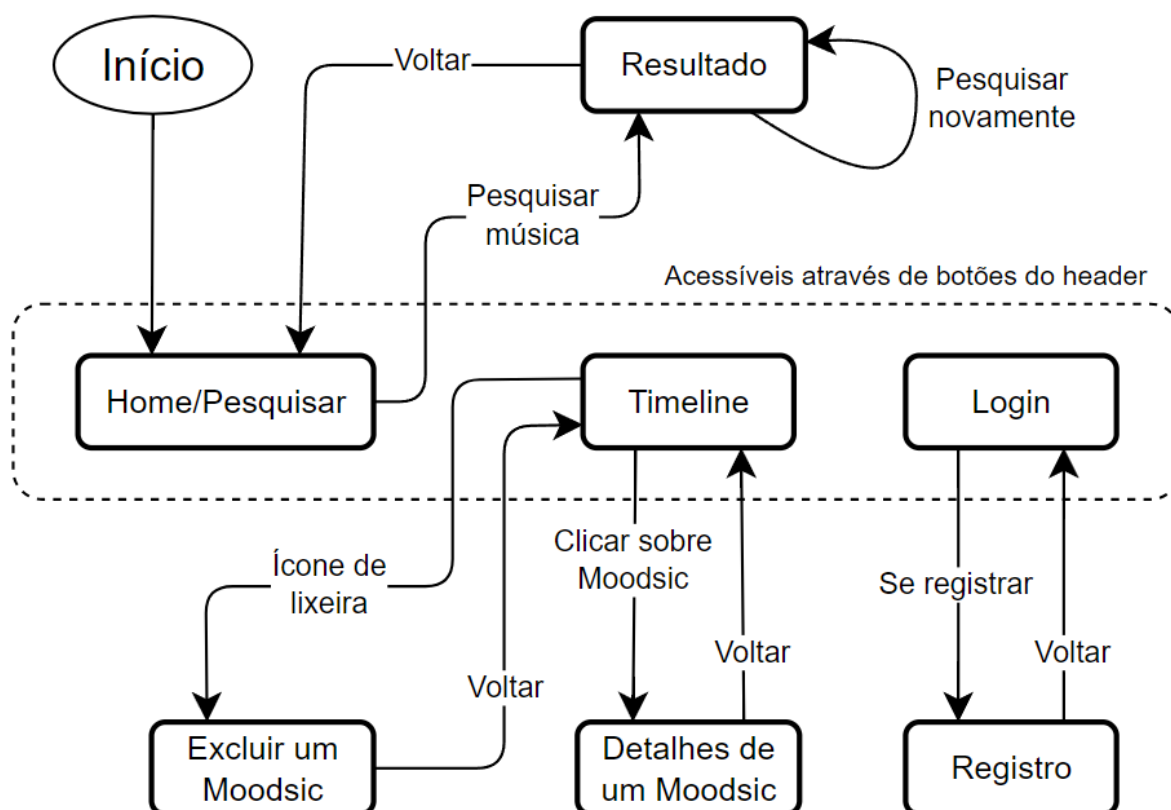 Início
Voltar
Resultado
Pesquisar
novamente
Pesquisar
música
Acessíveis através de botões do header
Home/Pesquisar
Timeline
Login
Ícone de
lixeira
Clicar sobre
Moodsic
Se registrar
Voltar
Voltar
Voltar
Excluir um
Moodsic
Detalhes de
um Moodsic
Registro